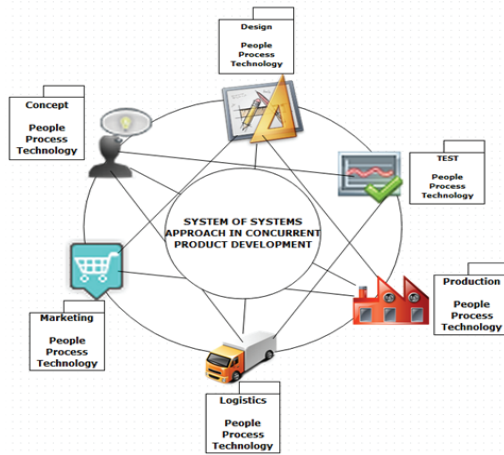 Design
People
Process
Technology
Concept
People
Process
Technology
TEST
People
Process
Technology
SYSTEM OF SYSTEMS
APPROACH IN CONCURRENT
PRODUCT DEVELOPMENT
Production
People
Process
Technology
Marketing
People
Process
Technology
Logistics
People
Process
Technology